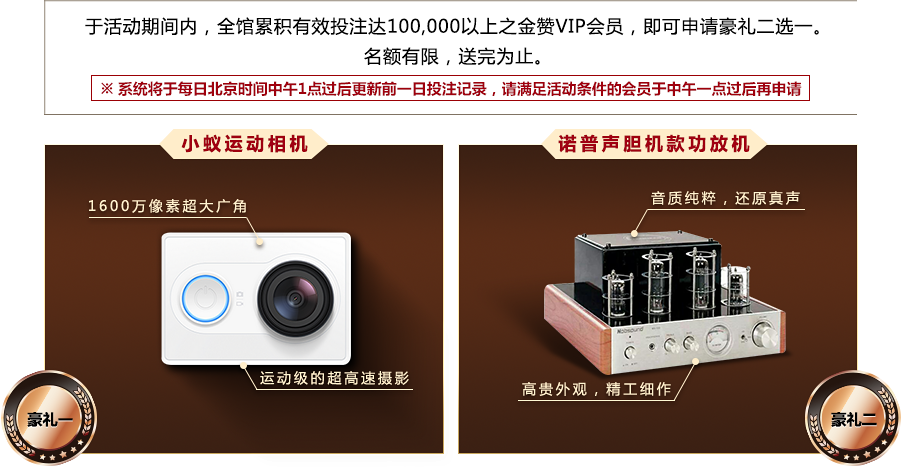 于活动期间内，全馆累积有效投注达100,000以上之金赞VIP会员，即可申请豪礼二选一。
名额有限，送完为止。
※ 系统将于每日北京时间中午1点过后更新前一日投注记录，请满足活动条件的会员于中午一点过后再申请
小蚁运动相机
1600万像素超大广角
运动级的超高速摄影
豪礼一
诺普声胆机款功放机
音质纯粹，还原真声
Nobsound
高贵外观，精工细作
豪礼二